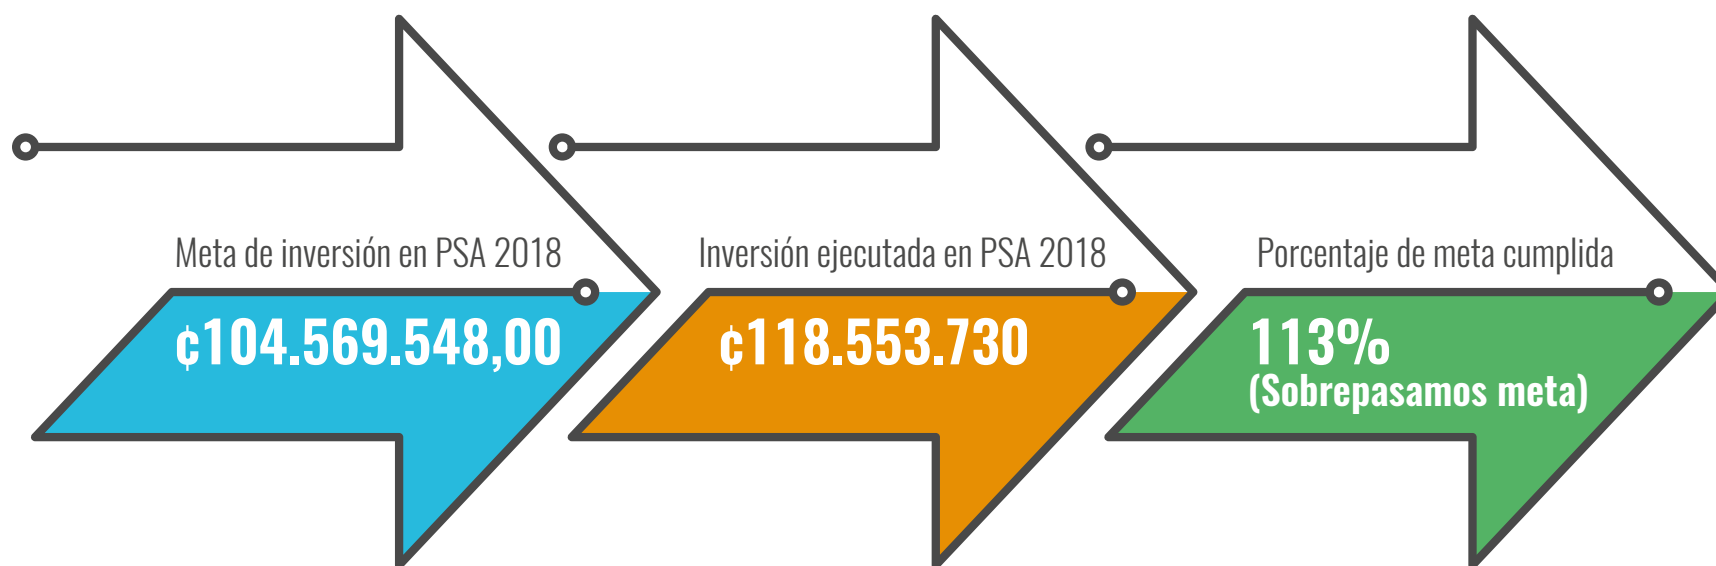 Meta de inversión en PSA 2018
¢104.569.548,00
Inversión ejecutada en PSA 2018
¢118.553.730
Porcentaje de meta cumplida
113%
(Sobrepasamos meta)